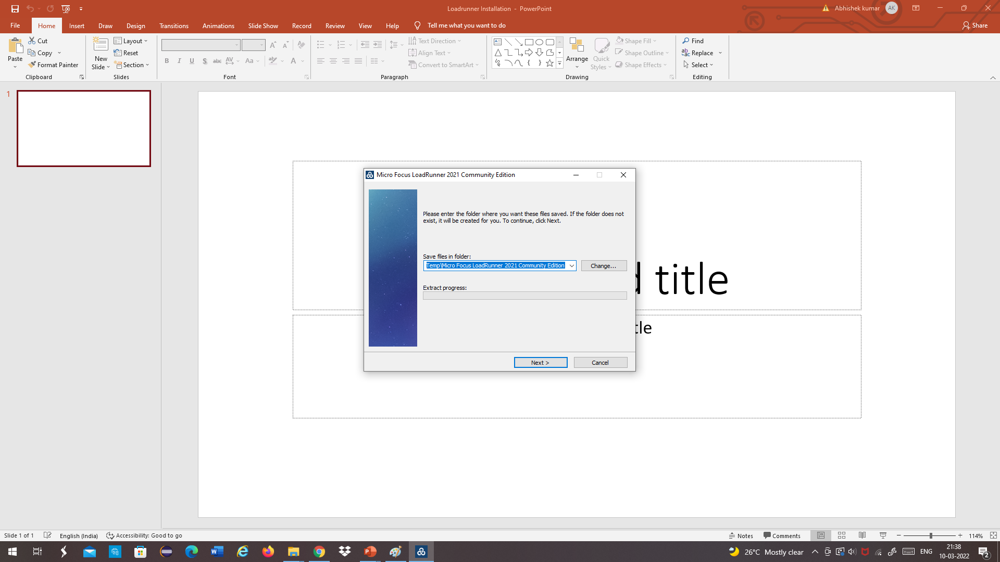 Loadrunner Installation - PowerPoint
Abhishek kumar
AK
File
Home
Insert
Draw
Design
Transitions
Animations
Slide Show
Record
Review
View
Help
Tell me what you want to do
Share
Paste
Cut
Copy
Format Painter
Clipboard
New
Slide
Layout
Reset
Section
Slides
B I U S abc AV Aa A
Font
Text Direction
Align Text
Convert to SmartArt
Paragraph
Arrange
Quick
Styles
Shape Fill
Shape Outline
Shape Effects
Drawing
Find
Replace
Select
Editing
1
Micro Focus LoadRunner 2021 Community Edition
Please enter the folder where you want these files saved. If the folder does not
exist, it will be created for you. To continue, click Next.
Save files in folder:
Temp\Micro Focus LoadRunner 2021 Community Edition
Change...
Extract progress:
Next >
Cancel
d title
tle
Slide 1 of 1
English (India)
Accessibility: Good to go
Notes
Comments
114%
26°C Mostly clear
ENG
21:38
10-03-2022
2